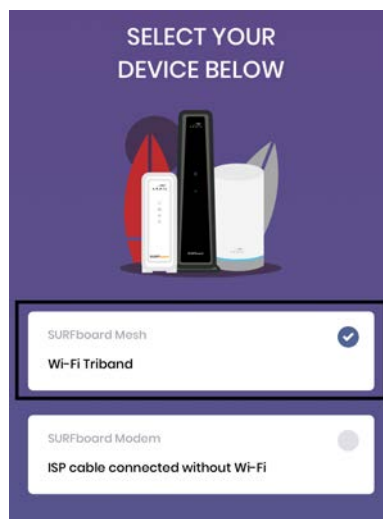 SELECT YOUR
DEVICE BELOW
SURFboard Mesh
Wi-Fi Triband
SURFboard Modem
ISP cable connected without Wi-Fi